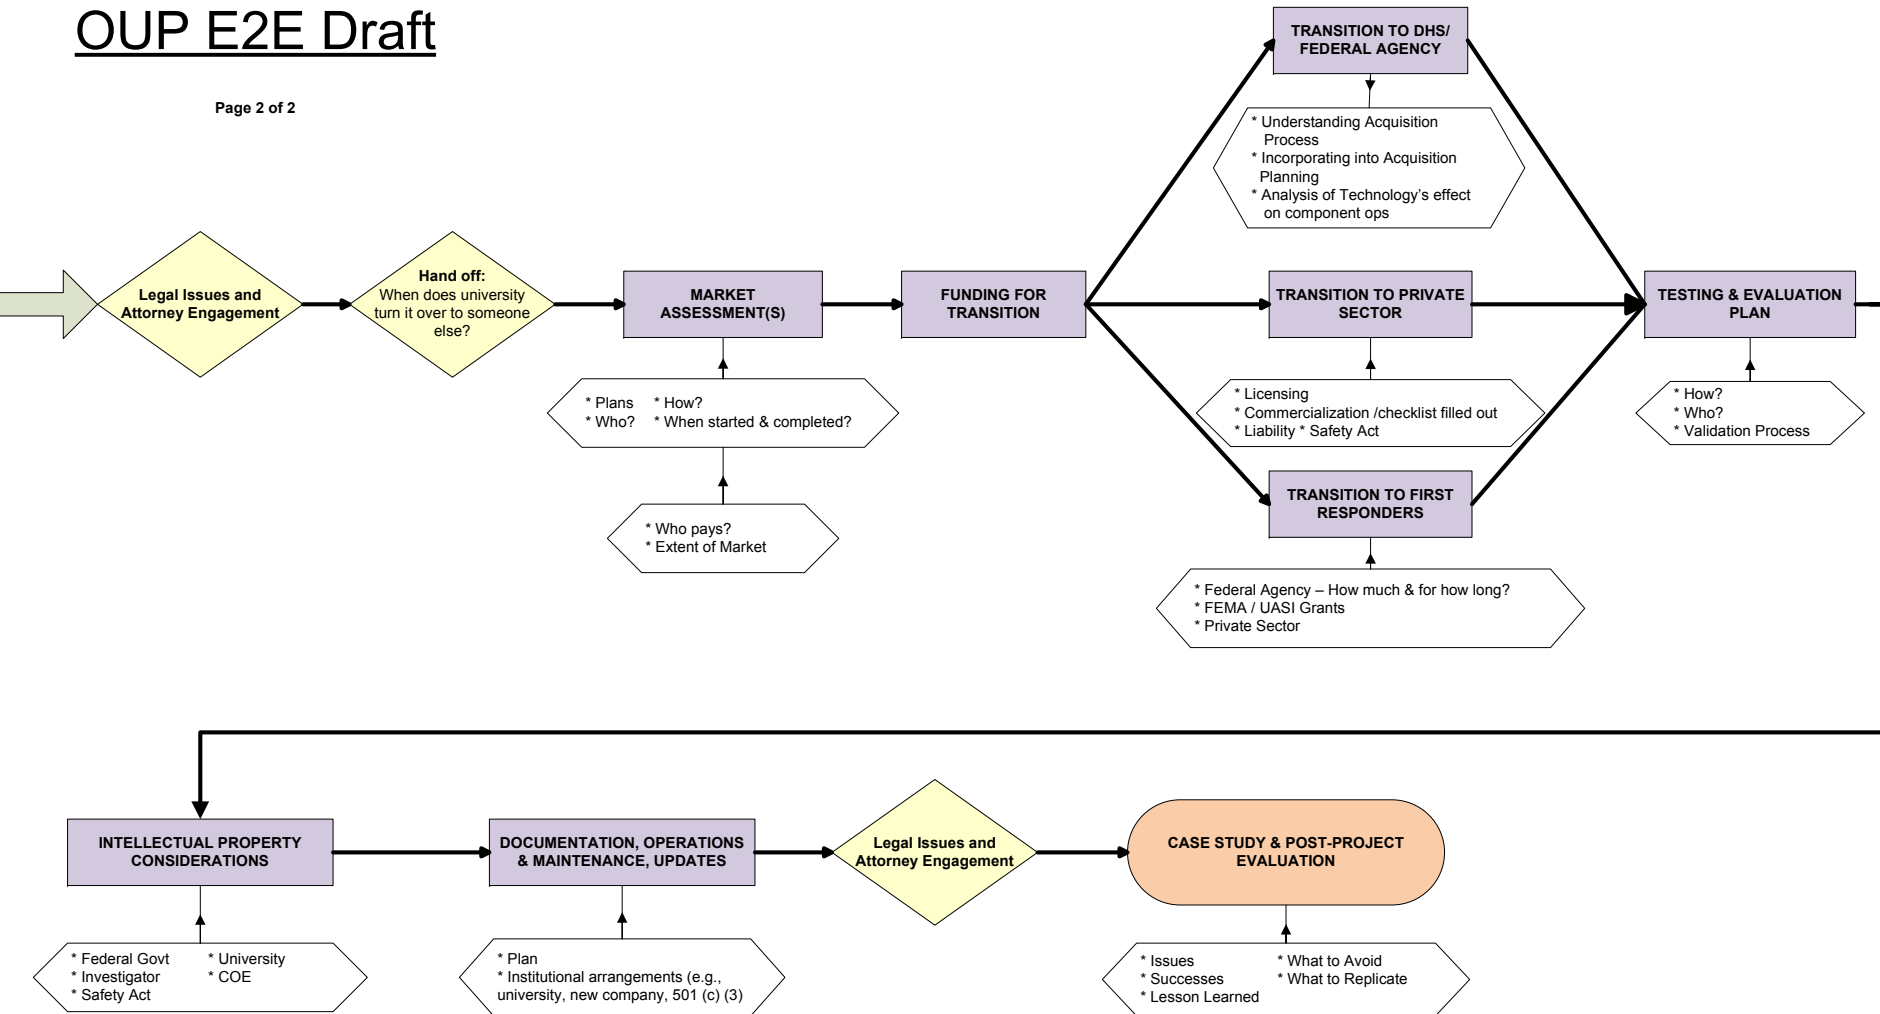 OUP E2E Draft
Page 2 of 2
TRANSITION TO DHS/
FEDERAL AGENCY
* Understanding Acquisition
Process
* Incorporating into Acquisition
Planning
* Analysis of Technology’s effect
on component ops
Legal Issues and
Attorney Engagement
Hand off:
When does university
turn it over to someone
else?
MARKET
ASSESSMENT(S)
FUNDING FOR
TRANSITION
TRANSITION TO PRIVATE
SECTOR
TESTING & EVALUATION
PLAN
* Plans * How?
* Who? * When started & completed?
* Licensing
* Commercialization /checklist filled out
* Liability * Safety Act
* How?
* Who?
* Validation Process
* Who pays?
* Extent of Market
TRANSITION TO FIRST
RESPONDERS
* Federal Agency – How much & for how long?
* FEMA / UASI Grants
* Private Sector
INTELLECTUAL PROPERTY
CONSIDERATIONS
DOCUMENTATION, OPERATIONS
& MAINTENANCE, UPDATES
Legal Issues and
Attorney Engagement
CASE STUDY & POST-PROJECT
EVALUATION
* Federal Govt * University
* Investigator * COE
* Safety Act
* Plan
* Institutional arrangements (e.g.,
university, new company, 501 (c) (3)
* Issues * What to Avoid
* Successes * What to Replicate
* Lesson Learned